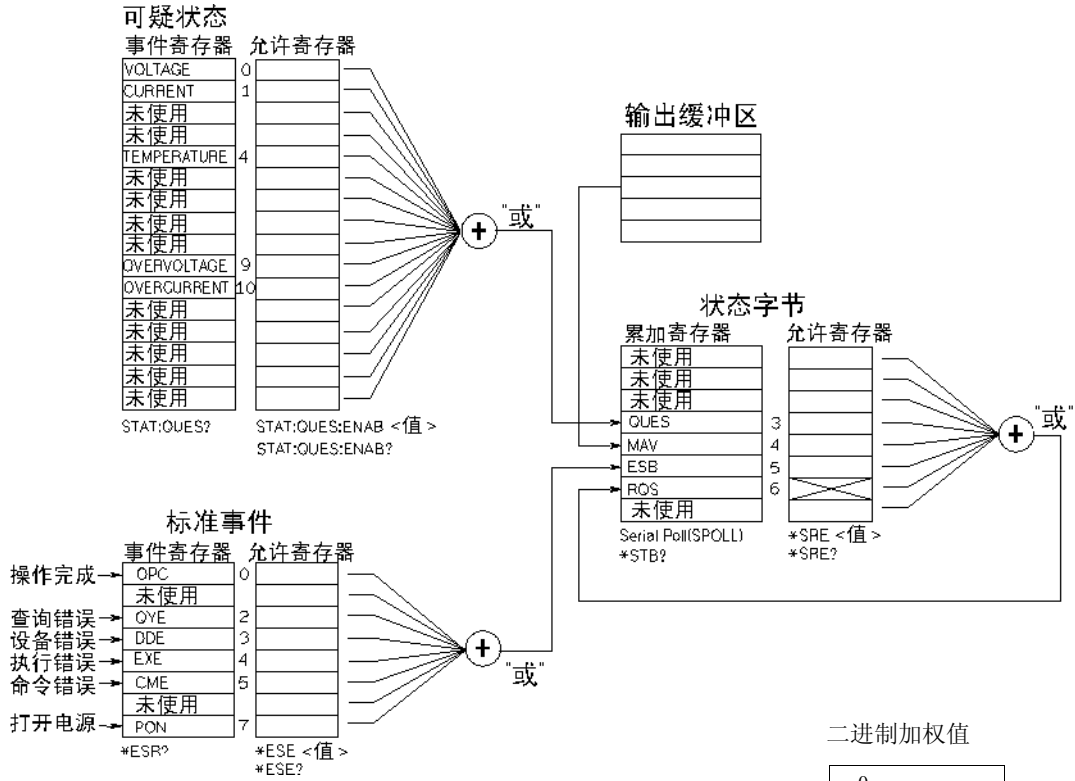 可疑状态
事件寄存器 允许寄存器
VOLTAGE 0
CURRENT 1
未使用
未使用
TEMPERATURE 4
未使用
未使用
未使用
未使用
OVERVOLTAGE 9
OVERCURRENT 10
未使用
未使用
未使用
未使用
未使用
STAT:QUES? STAT:QUES:ENAB <值>
STAT:QUES:ENAB?
"或"
输出缓冲区
状态字节
累加寄存器 允许寄存器
未使用
未使用
未使用
QUES 3
MAV 4
ESB 5
RQS 6
未使用
Serial Poll(SPOLL) *SRE <值>
*STB? *SRE?
"或"
标准事件
事件寄存器 允许寄存器
操作完成 OPC 0
未使用
查询错误 QYE 2
设备错误 DDE 3
执行错误 EXE 4
命令错误 CME 5
未使用
打开电源 PON 7
*ESR? *ESE <值>
*ESE?
"或"
二进制加权值